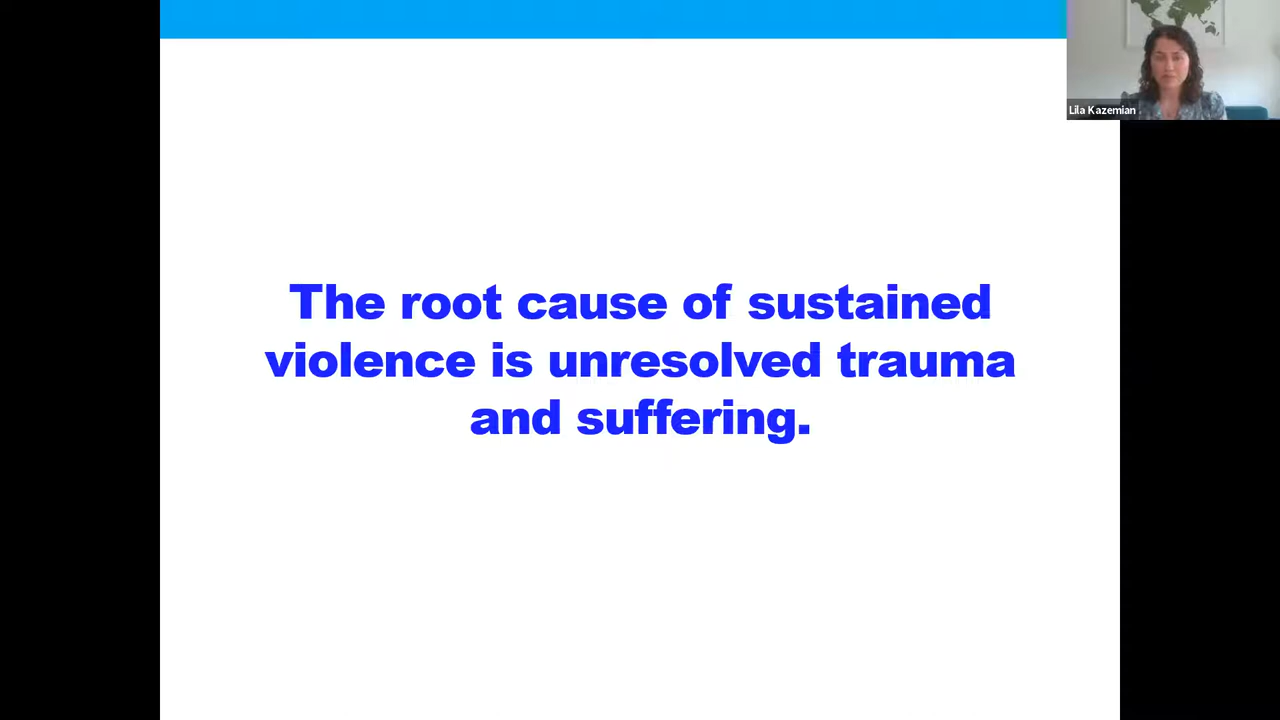 Lila Kazemian
The root cause of sustained
violence is unresolved trauma
and suffering.